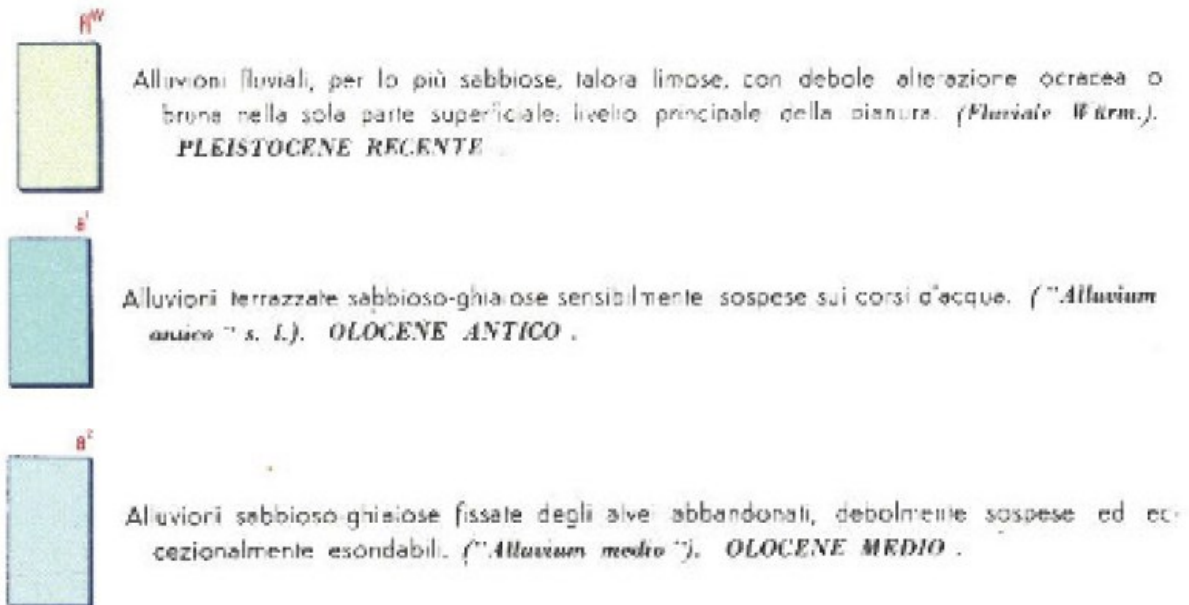 fl^W
Alluvioni fluviali, per lo più sabbiose, talora limose, con debole alterazione ocracea o
bruna nella sola parte superficiale: livello principale della pianura. (Fluviale Würm.).
PLEISTOCENE RECENTE .
a¹
Alluvioni terrazzate sabbioso-ghiaiose sensibilmente sospese sui corsi d'acqua. ("Alluvium
antico" s. l.). OLOCENE ANTICO .
a²
Alluvioni sabbioso-ghiaiose fissate degli alvei abbandonati, debolmente sospese ed ec-
cezionalmente esondabili. ("Alluvium medio"). OLOCENE MEDIO .